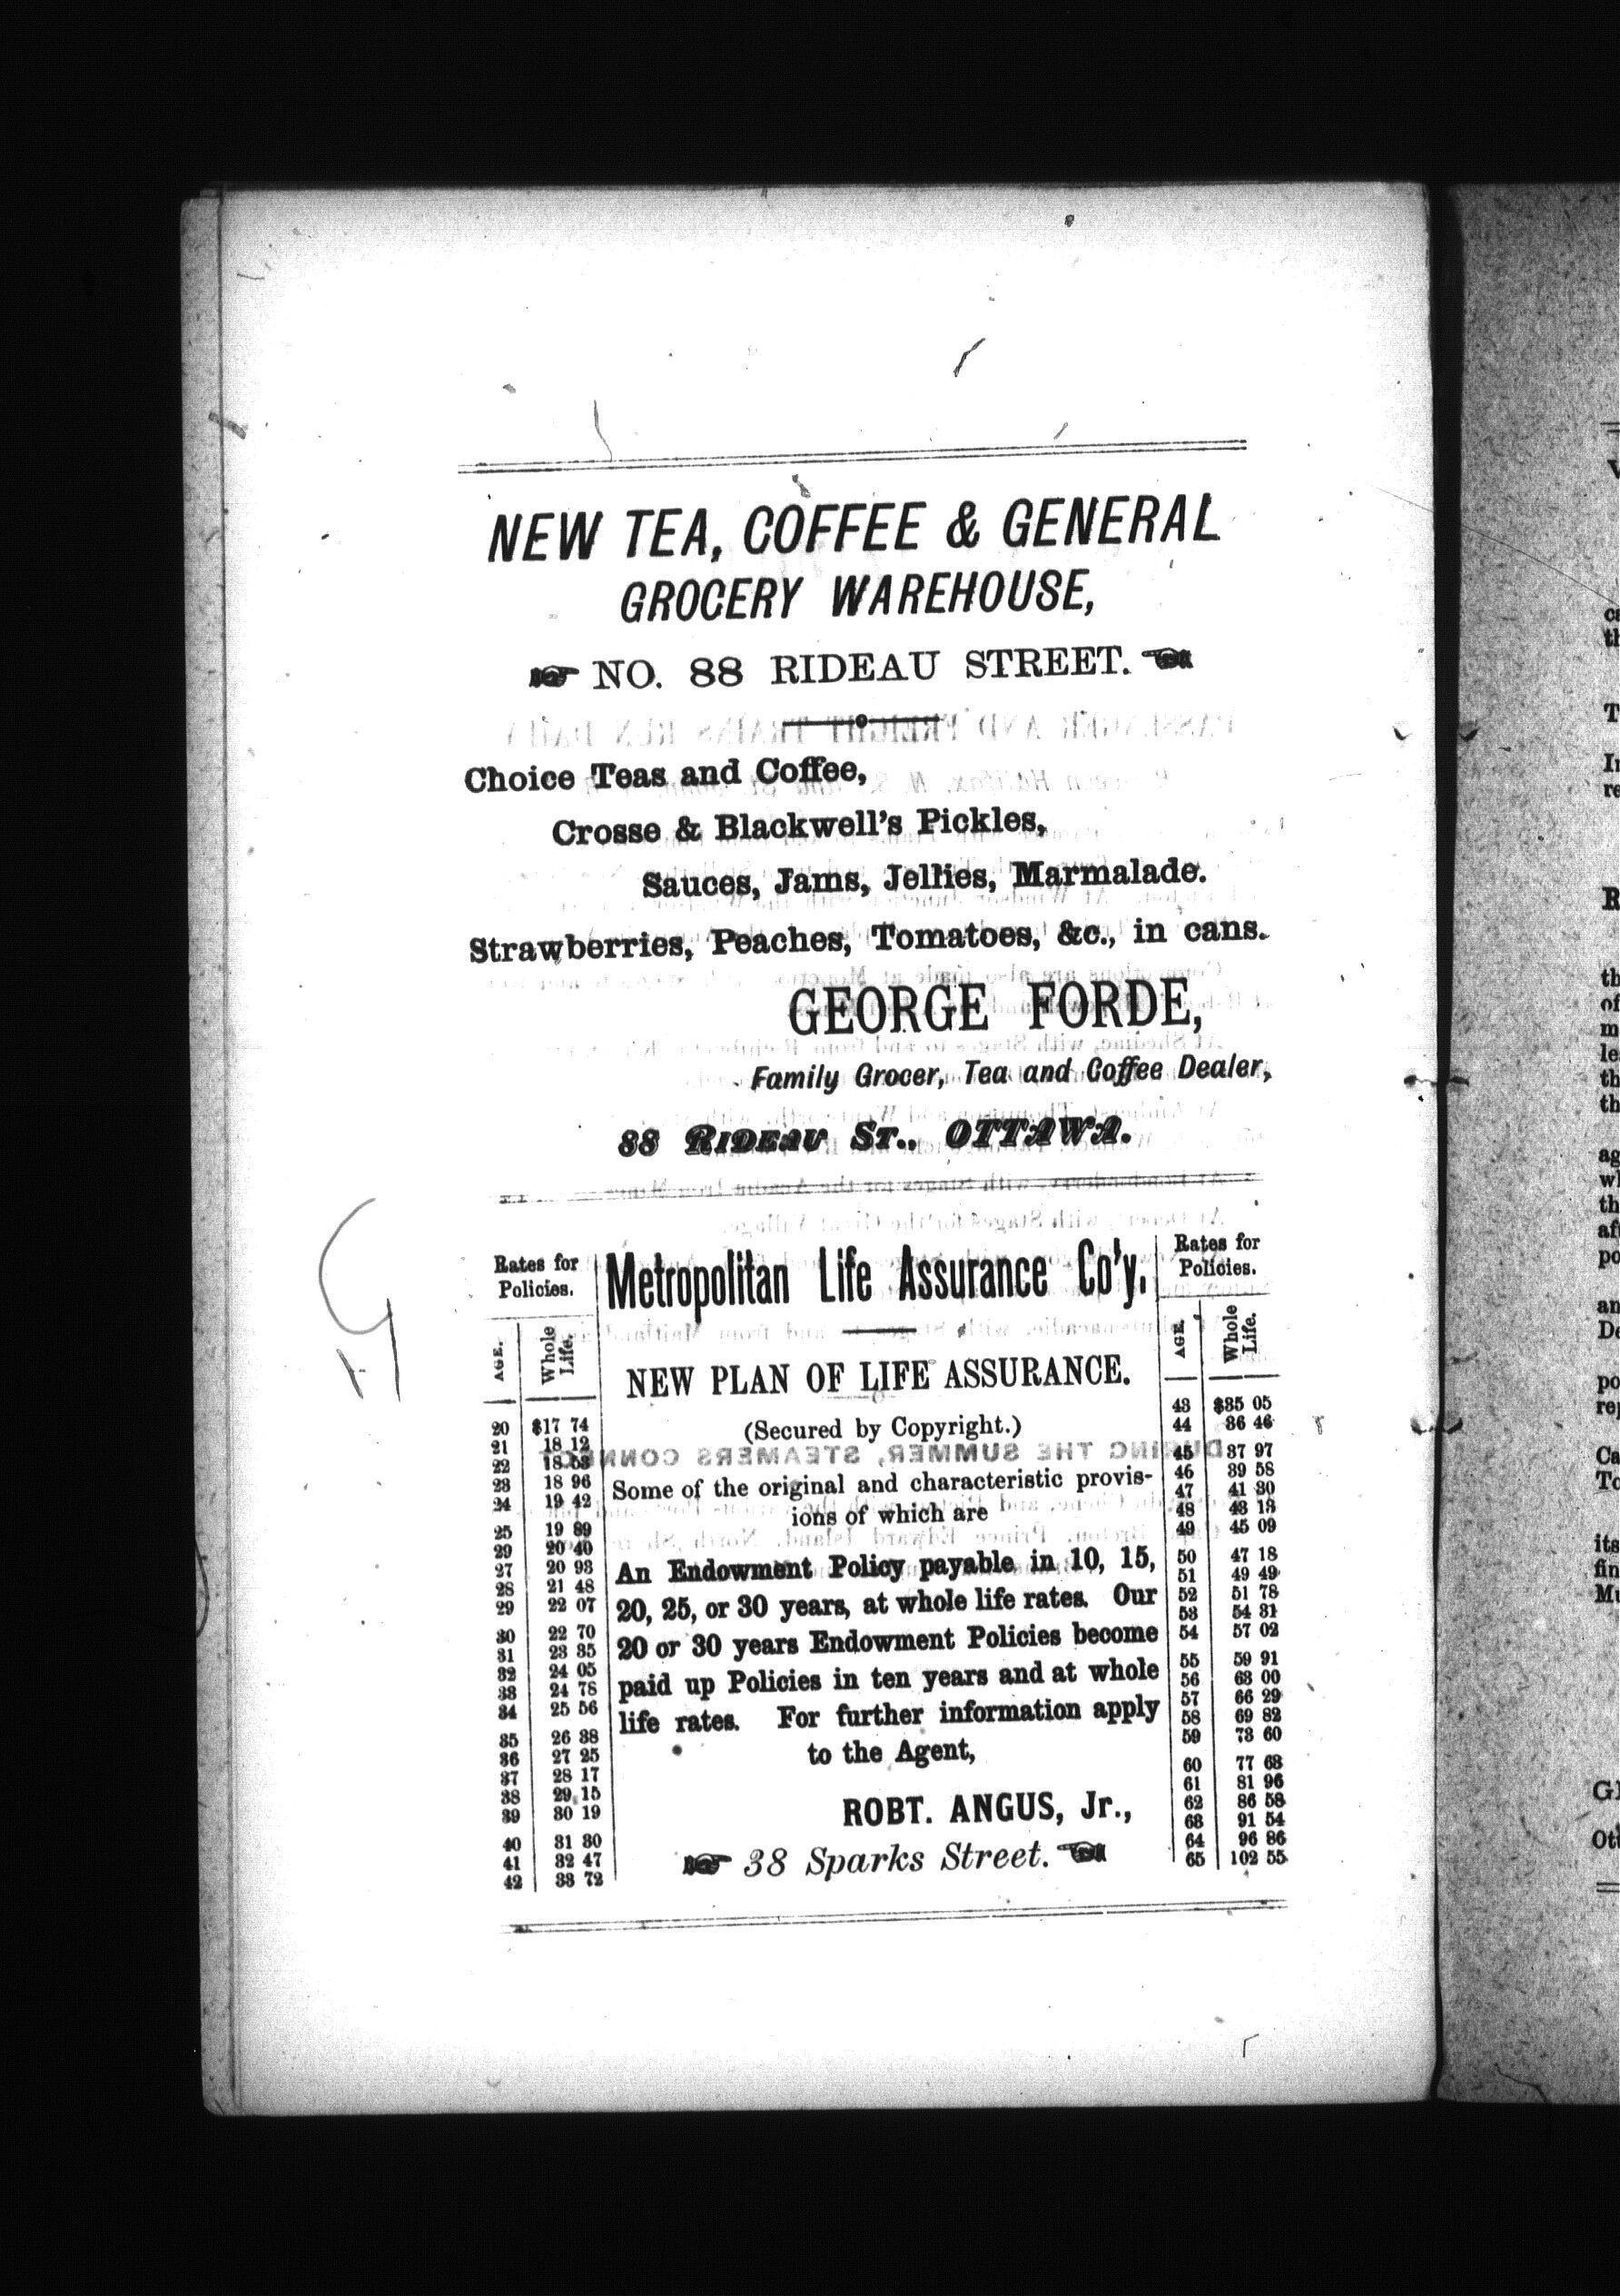 NEW TEA, COFFEE & GENERAL
GROCERY WAREHOUSE,
NO. 88 RIDEAU STREET.
Choice Teas and Coffee,
Crosse & Blackwell's Pickles,
Sauces, Jams, Jellies, Marmalade.
Strawberries, Peaches, Tomatoes, &c., in cans.
GEORGE FORDE,
Family Grocer, Tea and Coffee Dealer,
88 RIDEAU ST., OTTAWA.
Rates for
Policies.
AGE.
Whole
Life.
20 $17 74
21 18 12
22 18 53
23 18 96
24 19 42
25 19 89
29 20 40
27 20 93
28 21 48
29 22 07
30 22 70
31 23 35
32 24 05
33 24 78
34 25 56
35 26 38
36 27 25
37 28 17
38 29 15
39 30 19
40 31 30
41 32 47
42 33 72
Metropolitan Life Assurance Co'y.
NEW PLAN OF LIFE ASSURANCE.
(Secured by Copyright.)
Some of the original and characteristic provis-
ions of which are
An Endowment Policy payable in 10, 15,
20, 25, or 30 years, at whole life rates. Our
20 or 30 years Endowment Policies become
paid up Policies in ten years and at whole
life rates. For further information apply
to the Agent,
ROBT. ANGUS, Jr.,
38 Sparks Street.
Rates for
Policies.
AGE.
Whole
Life.
43 $35 05
44 36 46
45 37 97
46 39 58
47 41 30
48 43 13
49 45 09
50 47 18
51 49 49
52 51 78
53 54 31
54 57 02
55 59 91
56 63 00
57 66 29
58 69 82
59 73 60
60 77 63
61 81 96
62 86 58
63 91 54
64 96 86
65 102 55